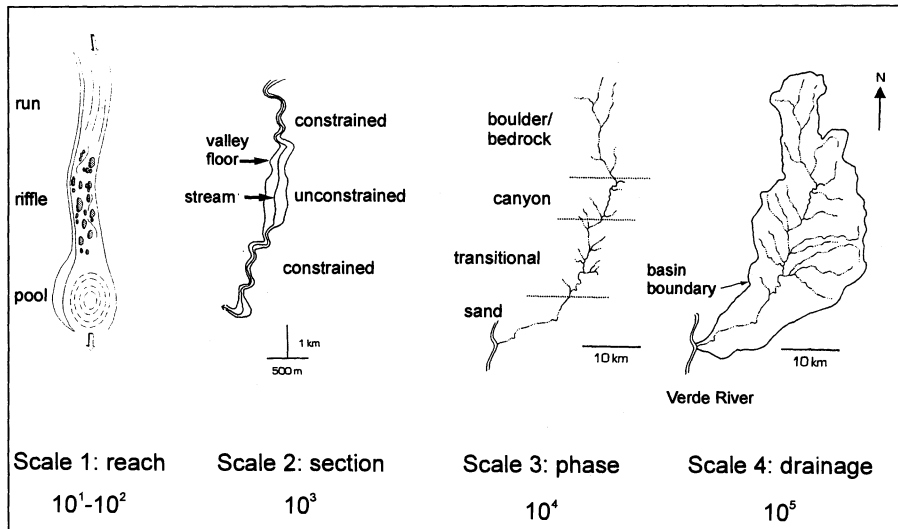 run
riffle
pool
Scale 1: reach
10¹-10²
constrained
valley
floor
stream
unconstrained
constrained
1 km
500 m
Scale 2: section
10³
boulder/
bedrock
canyon
transitional
sand
10 km
Scale 3: phase
10⁴
N
basin
boundary
10 km
Verde River
Scale 4: drainage
10⁵